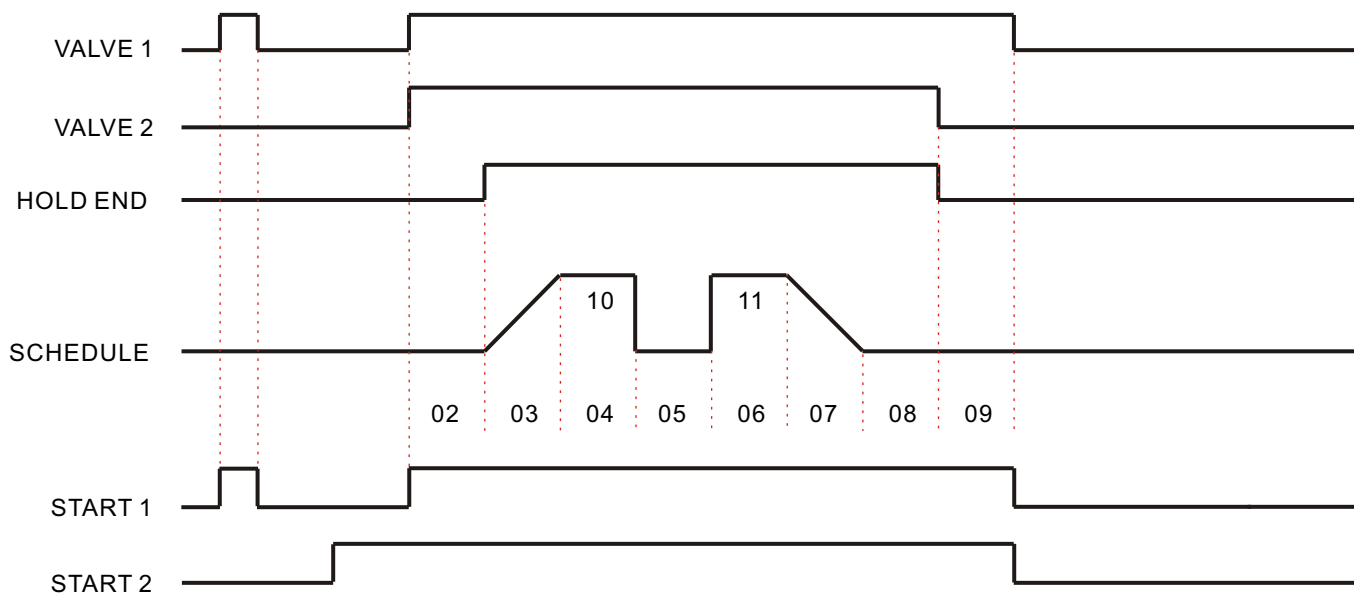 VALVE 1
VALVE 2
HOLD END
10 11
SCHEDULE
02 03 04 05 06 07 08 09
START 1
START 2